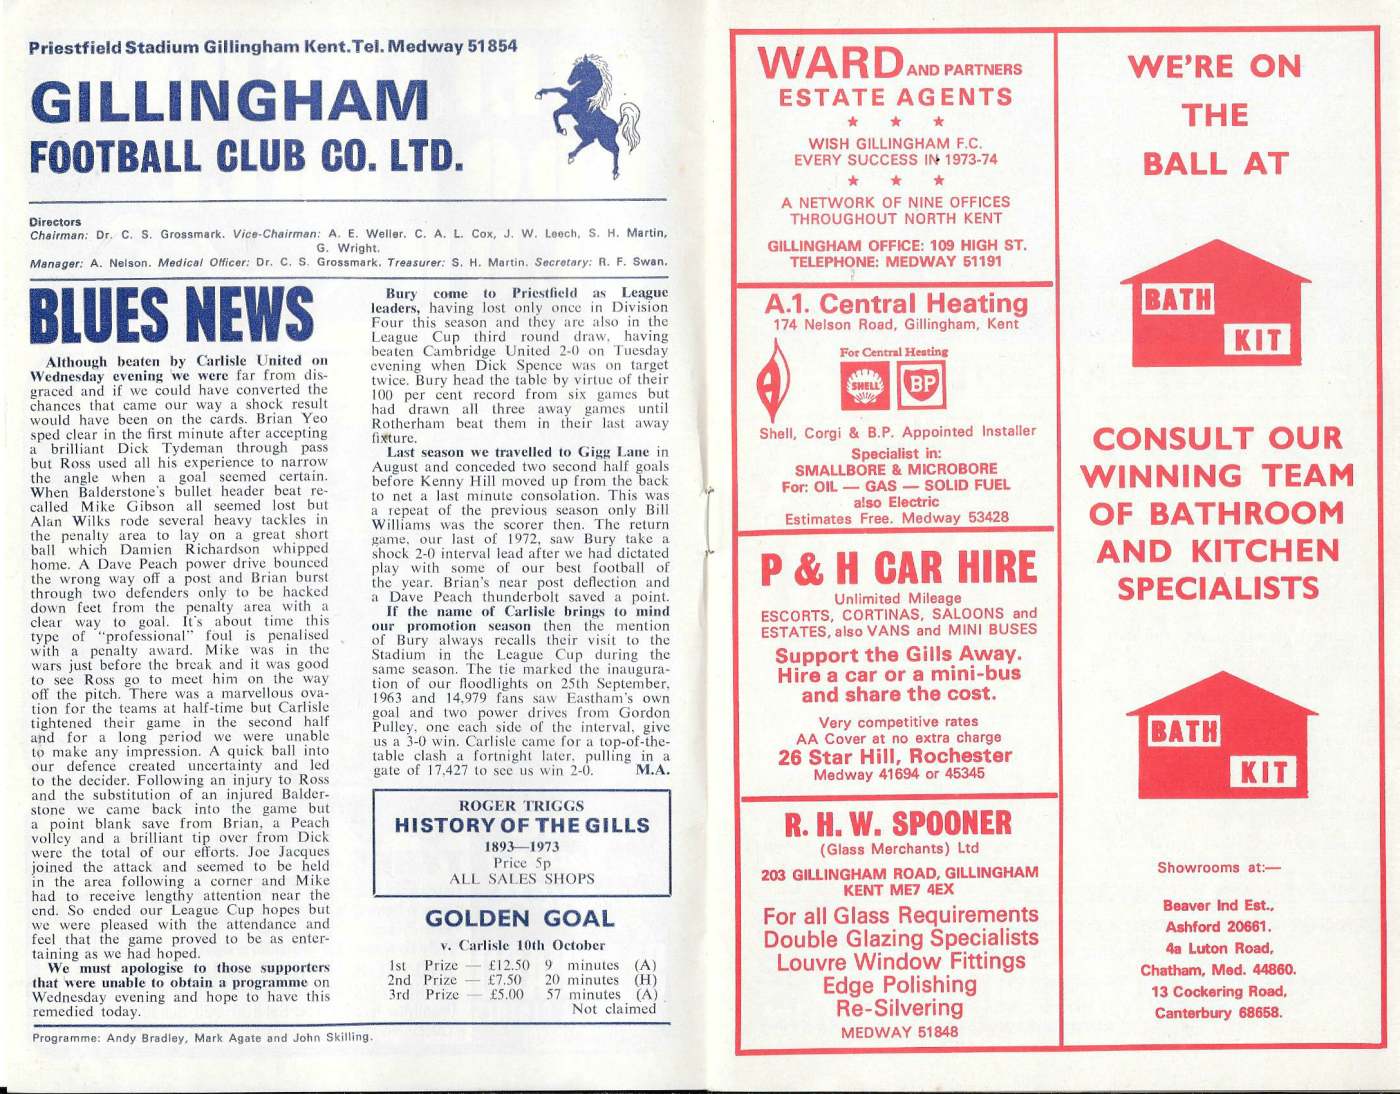 Priestfield Stadium Gillingham Kent. Tel. Medway 51854
GILLINGHAM
FOOTBALL CLUB CO. LTD.
Directors
Chairman: Dr. C. S. Grossmark. Vice-Chairman: A. E. Weller. C. A. L. Cox, J. W. Leech, S. H. Martin,
G. Wright.
Manager: A. Nelson. Medical Officer: Dr. C. S. Grossmark. Treasurer: S. H. Martin. Secretary: R. F. Swan.
BLUES NEWS
Although beaten by Carlisle United on
Wednesday evening we were far from dis-
graced and if we could have converted the
chances that came our way a shock result
would have been on the cards. Brian Yeo
sped clear in the first minute after accepting
a brilliant Dick Tydeman through pass
but Ross used all his experience to narrow
the angle when a goal seemed certain.
When Balderstone's bullet header beat re-
called Mike Gibson all seemed lost but
Alan Wilks rode several heavy tackles in
the penalty area to lay on a great short
ball which Damien Richardson whipped
home. A Dave Peach power drive bounced
the wrong way off a post and Brian burst
through two defenders only to be hacked
down feet from the penalty area with a
clear way to goal. It's about time this
type of "professional" foul is penalised
with a penalty award. Mike was in the
wars just before the break and it was good
to see Ross go to meet him on the way
off the pitch. There was a marvellous ova-
tion for the teams at half-time but Carlisle
tightened their game in the second half
and for a long period we were unable
to make any impression. A quick ball into
our defence created uncertainty and led
to the decider. Following an injury to Ross
and the substitution of an injured Balder-
stone we came back into the game but
a point blank save from Brian, a Peach
volley and a brilliant tip over from Dick
were the total of our efforts. Joe Jacques
joined the attack and seemed to be held
in the area following a corner and Mike
had to receive lengthy attention near the
end. So ended our League Cup hopes but
we were pleased with the attendance and
feel that the game proved to be as enter-
taining as we had hoped.
We must apologise to those supporters
that were unable to obtain a programme on
Wednesday evening and hope to have this
remedied today.
Bury come to Priestfield as League
leaders, having lost only once in Division
Four this season and they are also in the
League Cup third round draw, having
beaten Cambridge United 2-0 on Tuesday
evening when Dick Spence was on target
twice. Bury head the table by virtue of their
100 per cent record from six games but
had drawn all three away games until
Rotherham beat them in their last away
fixture.
Last season we travelled to Gigg Lane in
August and conceded two second half goals
before Kenny Hill moved up from the back
to net a last minute consolation. This was
a repeat of the previous season only Bill
Williams was the scorer then. The return
game, our last of 1972, saw Bury take a
shock 2-0 interval lead after we had dictated
play with some of our best football of
the year. Brian's near post deflection and
a Dave Peach thunderbolt saved a point.
If the name of Carlisle brings to mind
our promotion season then the mention
of Bury always recalls their visit to the
Stadium in the League Cup during the
same season. The tie marked the inaugura-
tion of our floodlights on 25th September,
1963 and 14,979 fans saw Eastham's own
goal and two power drives from Gordon
Pulley, one each side of the interval, give
us a 3-0 win. Carlisle came for a top-of-the-
table clash a fortnight later, pulling in a
gate of 17,427 to see us win 2-0. M.A.
ROGER TRIGGS
HISTORY OF THE GILLS
1893—1973
Price 5p
ALL SALES SHOPS
GOLDEN GOAL
v. Carlisle 10th October
1st Prize — £12.50 9 minutes (A)
2nd Prize — £7.50 20 minutes (H)
3rd Prize — £5.00 57 minutes (A)
Not claimed
Programme: Andy Bradley, Mark Agate and John Skilling.
WARD AND PARTNERS
ESTATE AGENTS
WISH GILLINGHAM F.C.
EVERY SUCCESS IN 1973-74
A NETWORK OF NINE OFFICES
THROUGHOUT NORTH KENT
GILLINGHAM OFFICE: 109 HIGH ST.
TELEPHONE: MEDWAY 51191
A.1. Central Heating
174 Nelson Road, Gillingham, Kent
For Central Heating
A
SHELL
BP
Shell, Corgi & B.P. Appointed Installer
Specialist in:
SMALLBORE & MICROBORE
For: OIL — GAS — SOLID FUEL
also Electric
Estimates Free. Medway 53428
P & H CAR HIRE
Unlimited Mileage
ESCORTS, CORTINAS, SALOONS and
ESTATES, also VANS and MINI BUSES
Support the Gills Away.
Hire a car or a mini-bus
and share the cost.
Very competitive rates
AA Cover at no extra charge
26 Star Hill, Rochester
Medway 41694 or 45345
R. H. W. SPOONER
(Glass Merchants) Ltd
203 GILLINGHAM ROAD, GILLINGHAM
KENT ME7 4EX
For all Glass Requirements
Double Glazing Specialists
Louvre Window Fittings
Edge Polishing
Re-Silvering
MEDWAY 51848
WE'RE ON
THE
BALL AT
BATH
KIT
CONSULT OUR
WINNING TEAM
OF BATHROOM
AND KITCHEN
SPECIALISTS
BATH
KIT
Showrooms at:—
Beaver Ind Est.,
Ashford 20661.
4a Luton Road,
Chatham, Med. 44860.
13 Cockering Road,
Canterbury 68658.